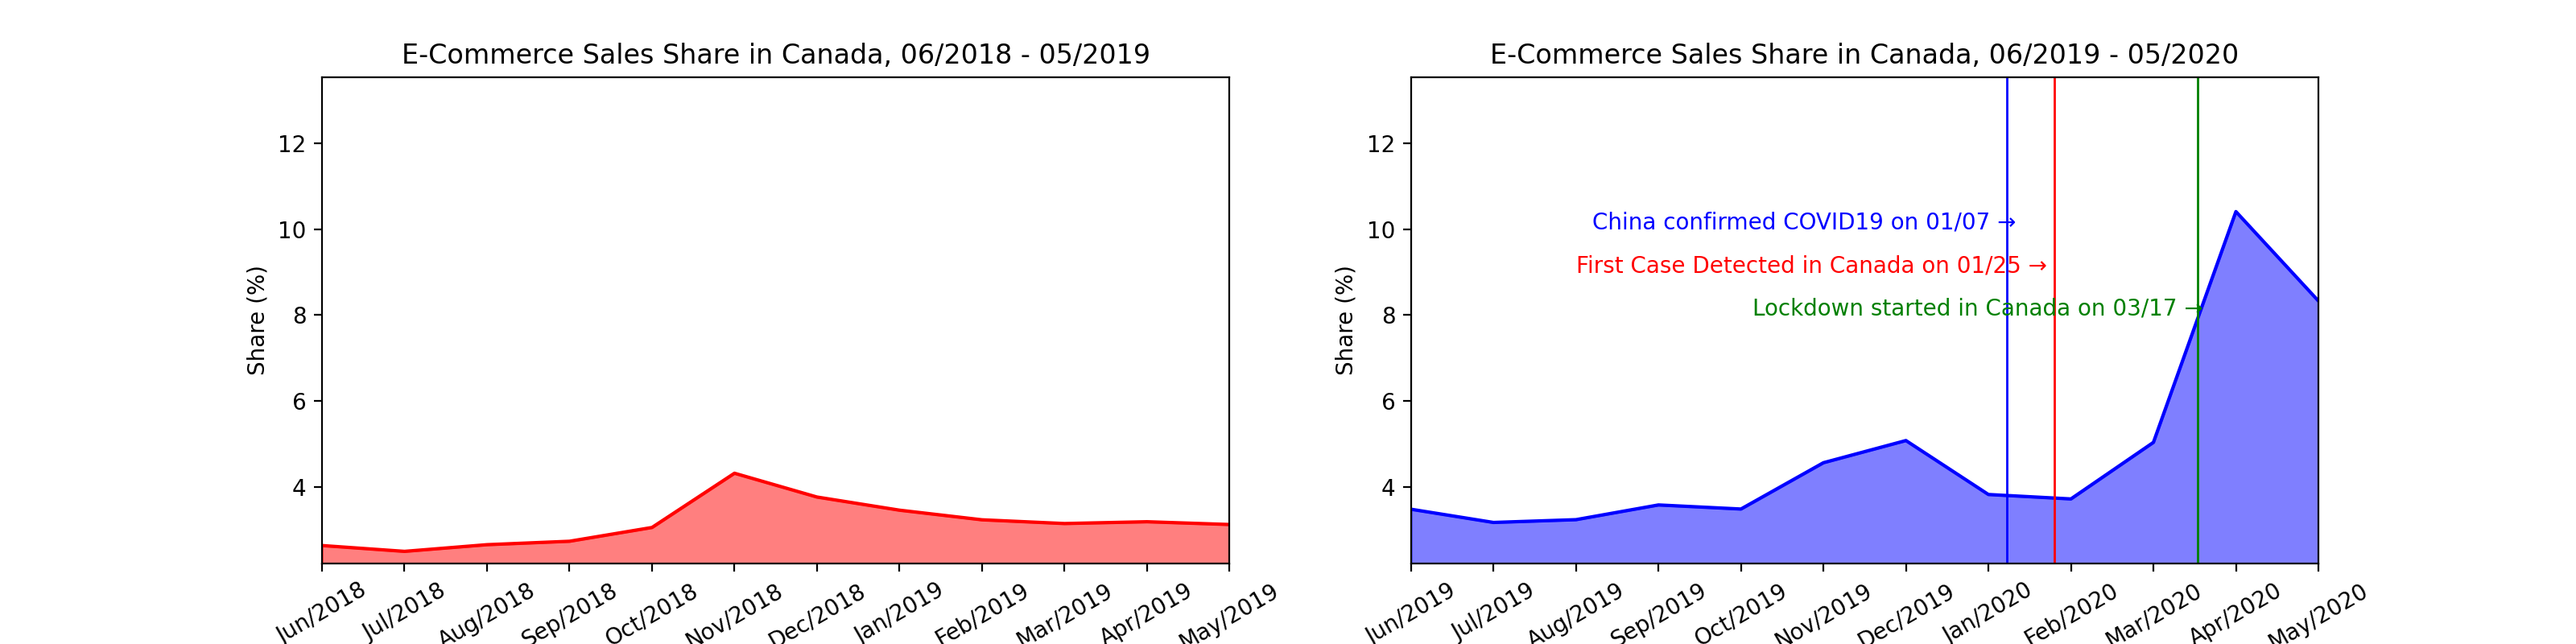 E-Commerce Sales Share in Canada, 06/2018 - 05/2019
12
10
8
6
4
Share (%)
Jun/2018
Jul/2018
Aug/2018
Sep/2018
Oct/2018
Nov/2018
Dec/2018
Jan/2019
Feb/2019
Mar/2019
Apr/2019
May/2019
E-Commerce Sales Share in Canada, 06/2019 - 05/2020
12
10
8
6
4
Share (%)
China confirmed COVID19 on 01/07 →
First Case Detected in Canada on 01/25 →
Lockdown started in Canada on 03/17 →
Jun/2019
Jul/2019
Aug/2019
Sep/2019
Oct/2019
Nov/2019
Dec/2019
Jan/2020
Feb/2020
Mar/2020
Apr/2020
May/2020